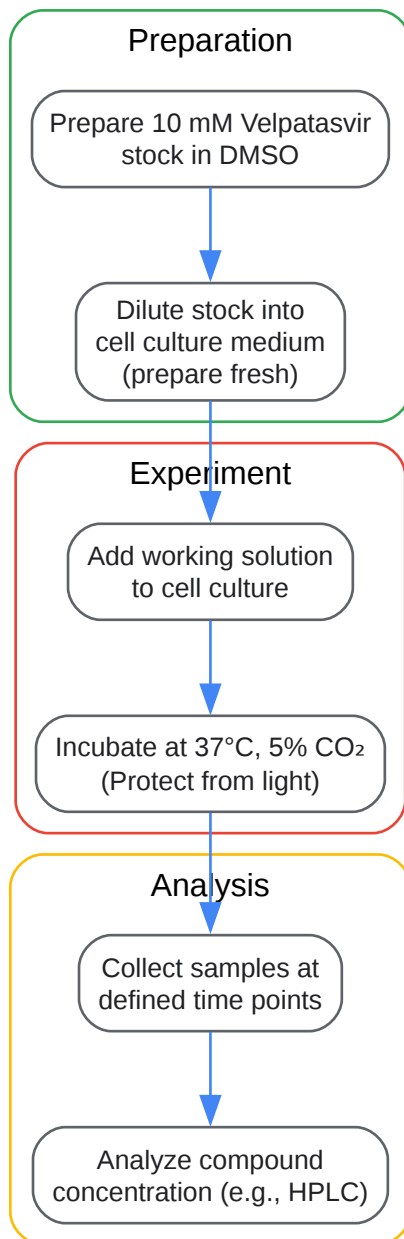 Preparation
Prepare 10 mM Velpatasvir
stock in DMSO
Dilute stock into
cell culture medium
(prepare fresh)
Experiment
Add working solution
to cell culture
Incubate at 37°C, 5% CO₂
(Protect from light)
Analysis
Collect samples at
defined time points
Analyze compound
concentration (e.g., HPLC)